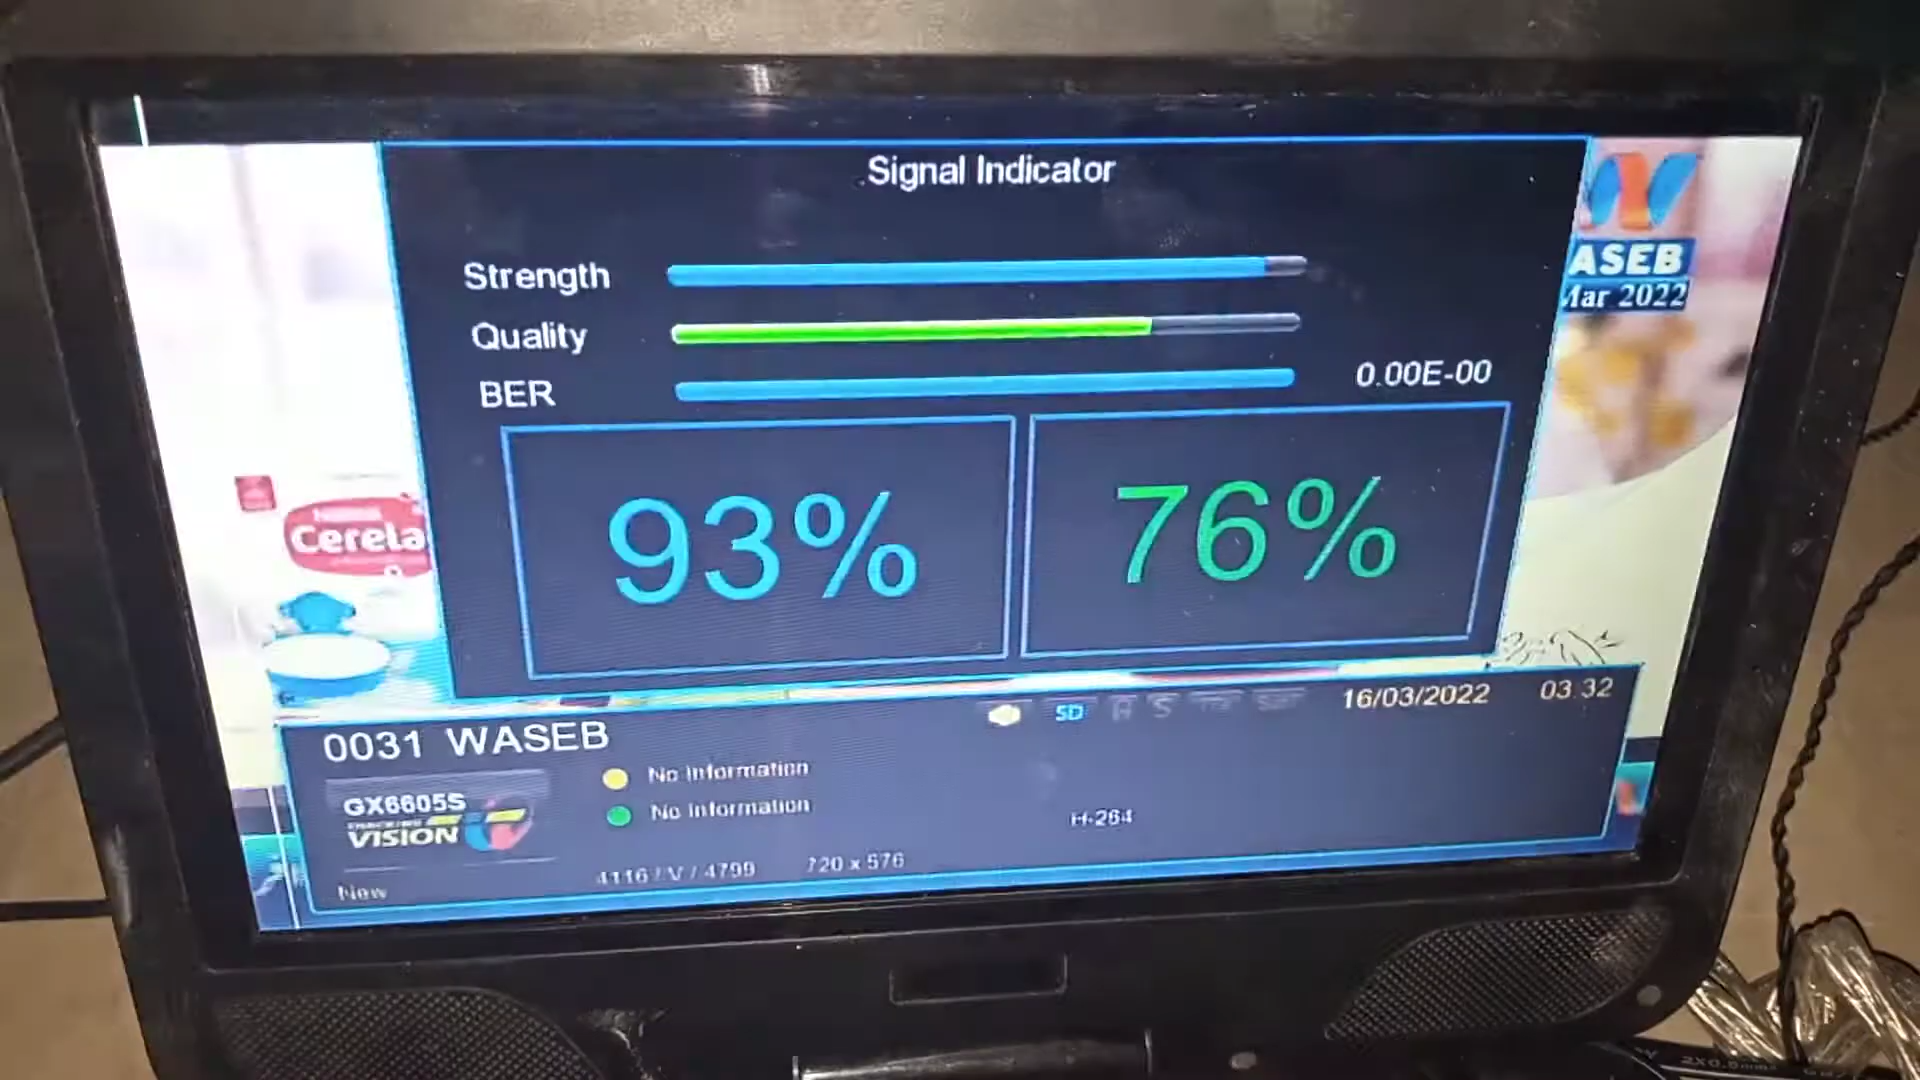 Signal Indicator
Strength
Quality
BER
0.00E-00
93%
76%
ASEB
Mar 2022
Cerela
SD
16/03/2022
03:32
0031 WASEB
No Information
No Information
GX6605S
VISION
H-264
New
4116 / V / 4799
720 x 576